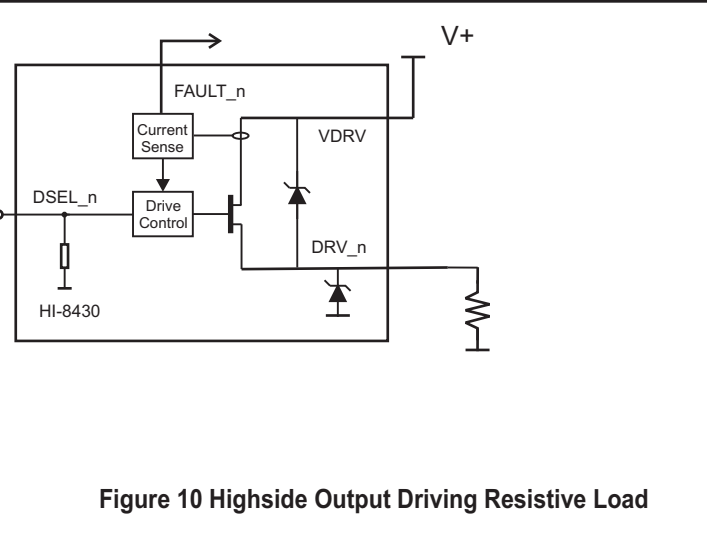 V+
FAULT_n
Current
Sense
VDRV
DSEL_n
Drive
Control
DRV_n
HI-8430
Figure 10 Highside Output Driving Resistive Load